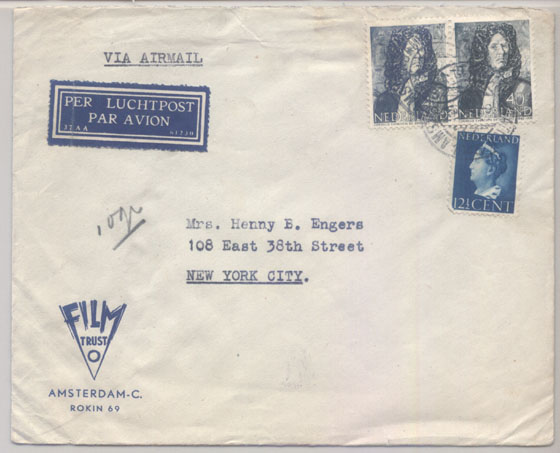 VIA AIRMAIL
PER LUCHTPOST
PAR AVION
40
NEDERLAND
NEDERLAND
NEDERLAND
12½ CENT
Mrs. Henny B. Engers
108 East 38th Street
NEW YORK CITY.
FILM
TRUST
AMSTERDAM-C.
ROKIN 69